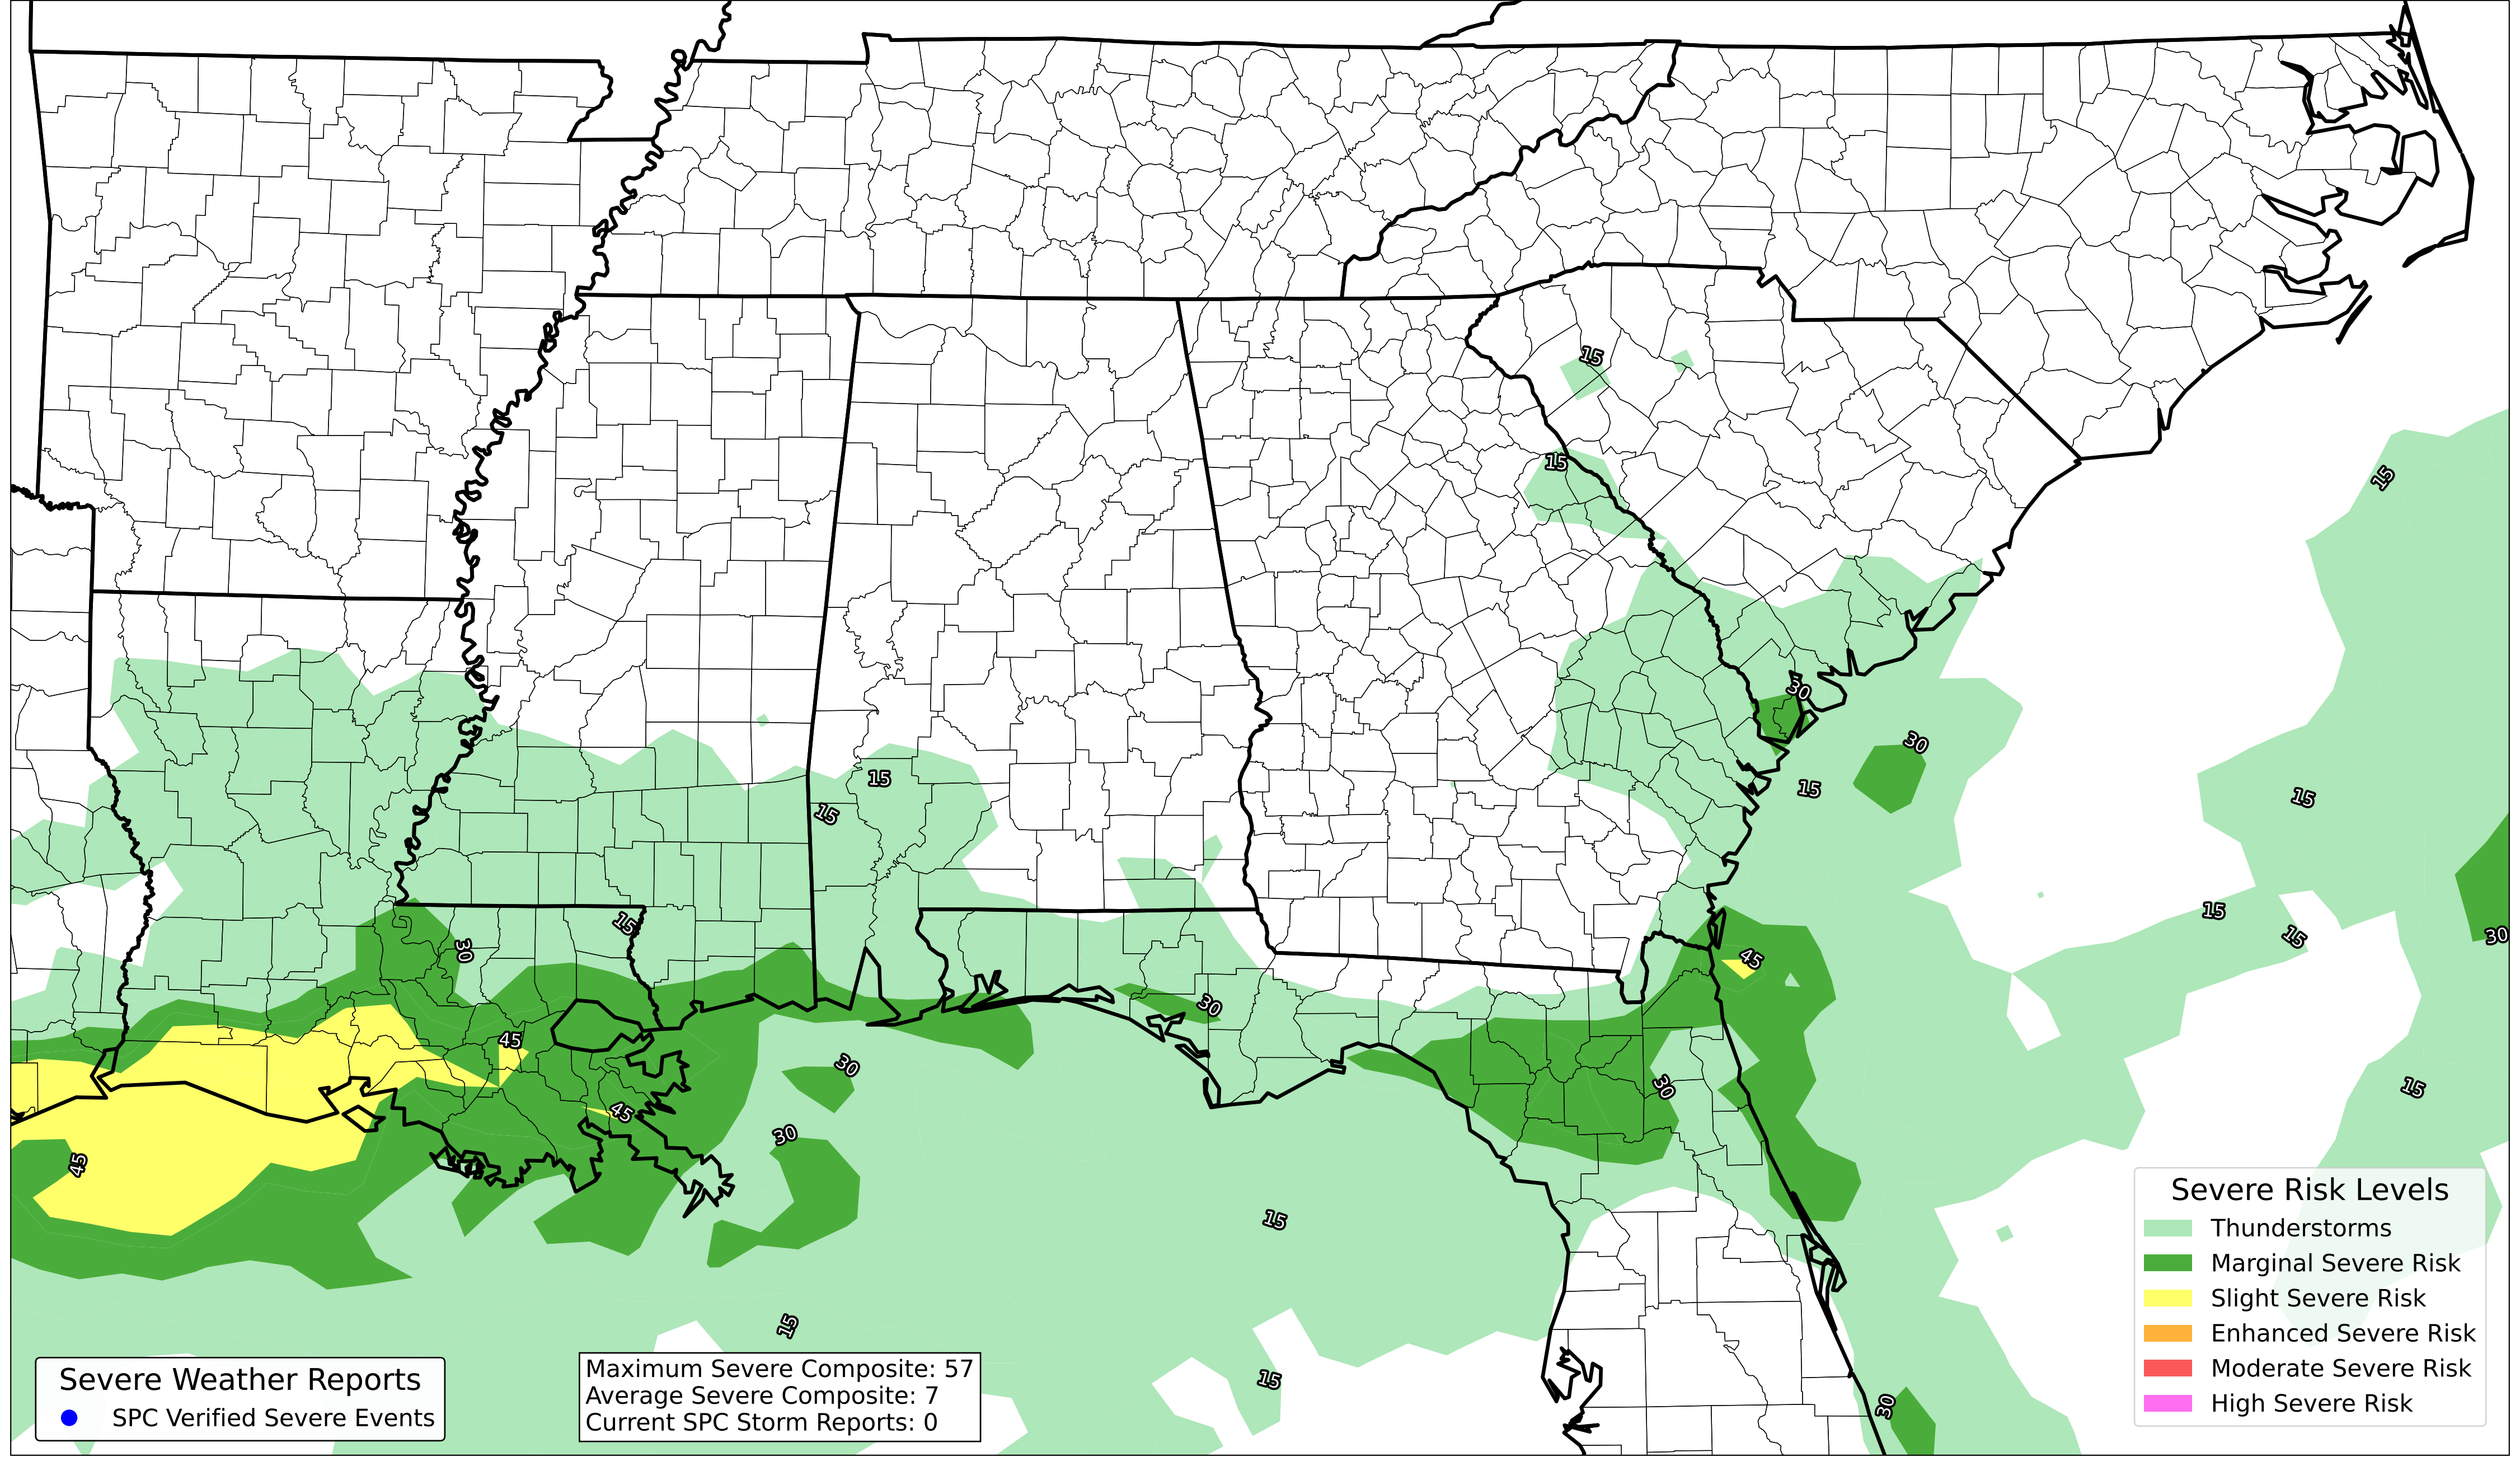 15
15
15
15
15
30
30
15
15
15
15
30
15
15
30
45
30
45
30
30
15
45
30
45
15
15
15
30
Severe Risk Levels
Thunderstorms
Marginal Severe Risk
Slight Severe Risk
Enhanced Severe Risk
Moderate Severe Risk
High Severe Risk
Severe Weather Reports
SPC Verified Severe Events
Maximum Severe Composite: 57
Average Severe Composite: 7
Current SPC Storm Reports: 0